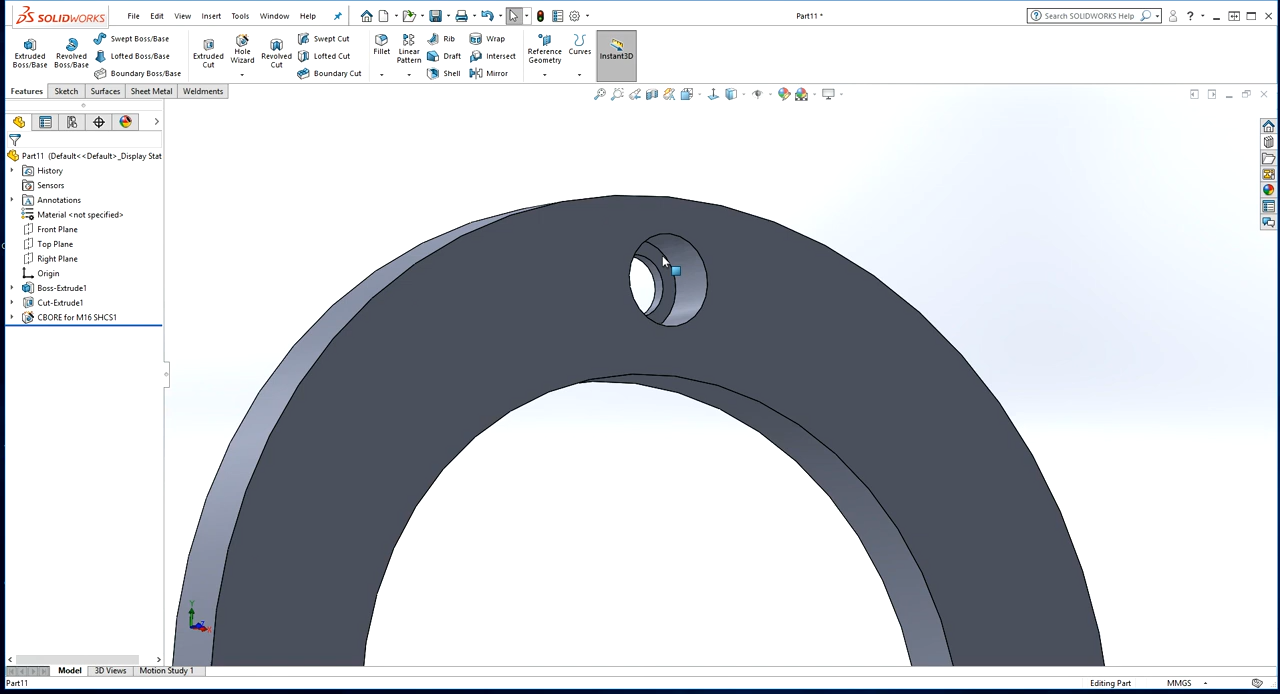 SOLIDWORKS File Edit View Insert Tools Window Help Part11 * Search SOLIDWORKS Help ?
Extruded Boss/Base
Revolved Boss/Base
Swept Boss/Base
Lofted Boss/Base
Boundary Boss/Base
Extruded Cut
Hole Wizard
Revolved Cut
Swept Cut
Lofted Cut
Boundary Cut
Fillet
Linear Pattern
Rib
Draft
Shell
Wrap
Intersect
Mirror
Reference Geometry
Curves
Instant3D
Features Sketch Surfaces Sheet Metal Weldments
Part11 (Default<<Default>_Display Stat
History
Sensors
Annotations
Material <not specified>
Front Plane
Top Plane
Right Plane
Origin
Boss-Extrude1
Cut-Extrude1
CBORE for M16 SHCS1
Y
Z
X
Model 3D Views Motion Study 1
Part11 Editing Part MMGS